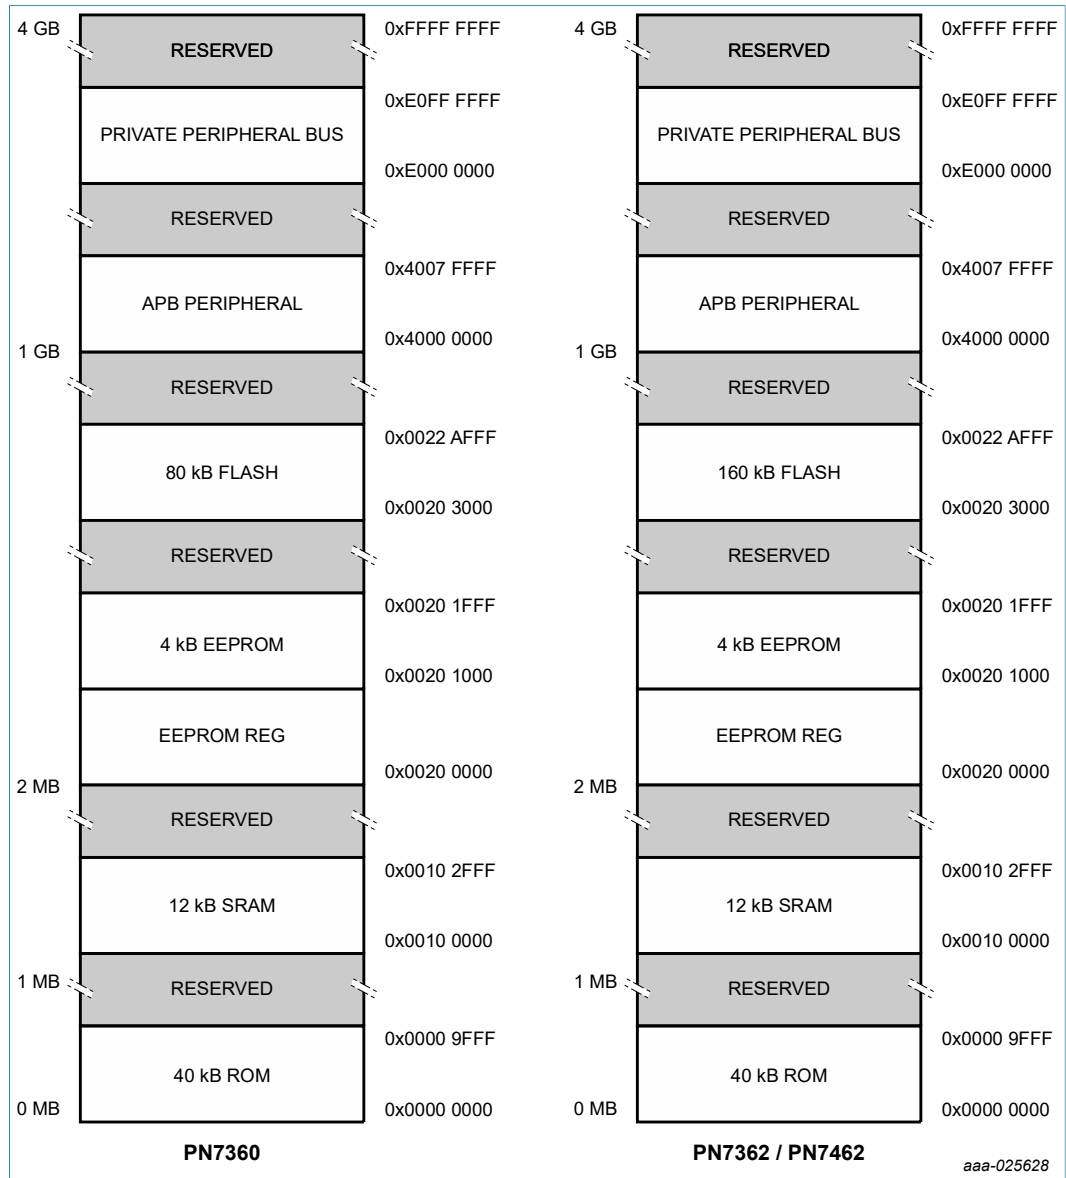 4 GB
RESERVED
0xFFFF FFFF
0xE0FF FFFF
PRIVATE PERIPHERAL BUS
0xE000 0000
RESERVED
0x4007 FFFF
APB PERIPHERAL
0x4000 0000
1 GB
RESERVED
0x0022 AFFF
80 kB FLASH
0x0020 3000
RESERVED
0x0020 1FFF
4 kB EEPROM
0x0020 1000
EEPROM REG
0x0020 0000
2 MB
RESERVED
0x0010 2FFF
12 kB SRAM
0x0010 0000
1 MB
RESERVED
0x0000 9FFF
40 kB ROM
0 MB
0x0000 0000
PN7360
4 GB
RESERVED
0xFFFF FFFF
0xE0FF FFFF
PRIVATE PERIPHERAL BUS
0xE000 0000
RESERVED
0x4007 FFFF
APB PERIPHERAL
0x4000 0000
1 GB
RESERVED
0x0022 AFFF
160 kB FLASH
0x0020 3000
RESERVED
0x0020 1FFF
4 kB EEPROM
0x0020 1000
EEPROM REG
0x0020 0000
2 MB
RESERVED
0x0010 2FFF
12 kB SRAM
0x0010 0000
1 MB
RESERVED
0x0000 9FFF
40 kB ROM
0 MB
0x0000 0000
PN7362 / PN7462
aaa-025628